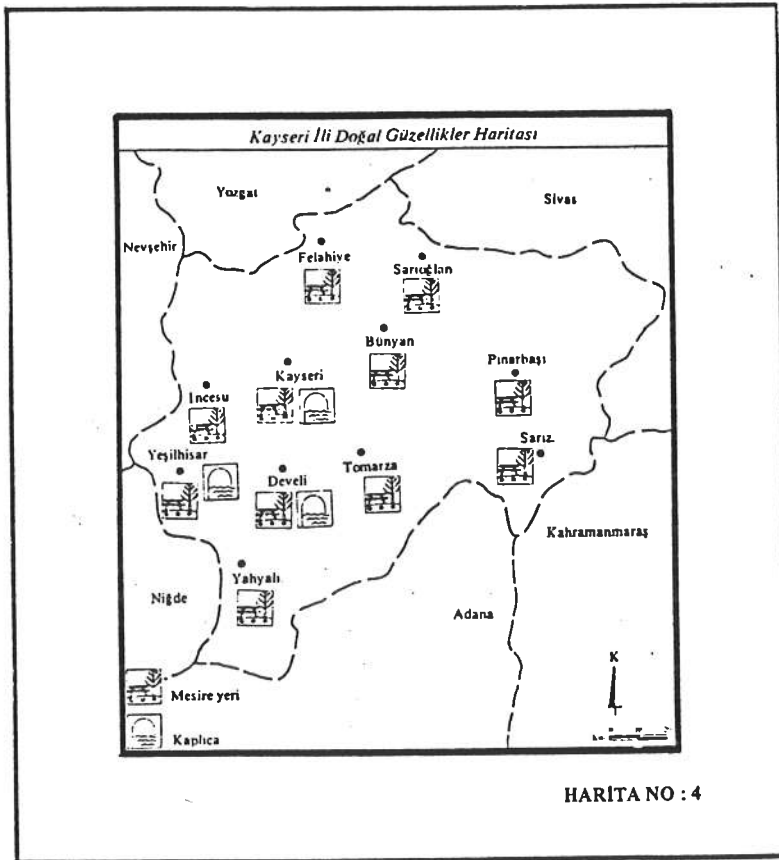 Kayseri İli Doğal Güzellikler Haritası
Yozgat
Sivas
Nevşehir
Felahiye
Sarıoğlan
Bünyan
Kayseri
Pınarbaşı
İncesu
Yeşilhisar
Develi
Tomarza
Sarız
Kahramanmaraş
Yahyalı
Niğde
Adana
K
Mesire yeri
Kaplıca
HARİTA NO : 4